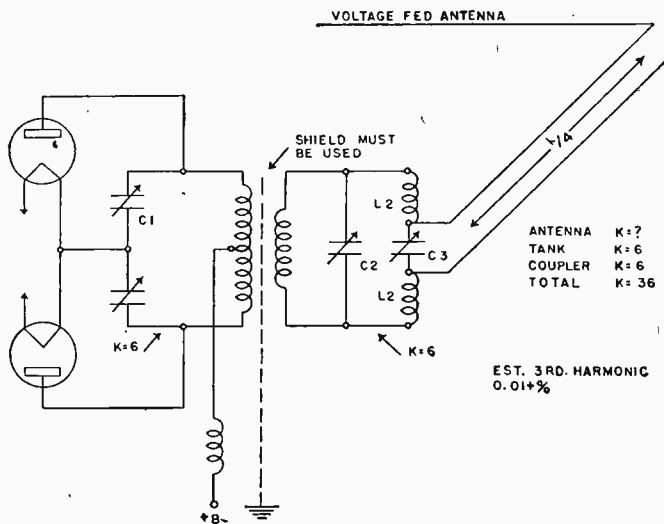 VOLTAGE FED ANTENNA
SHIELD MUST
BE USED
λ/4
C1
L2
C2
C3
L2
K=6
K=6
ANTENNA K=?
TANK K=6
COUPLER K=6
TOTAL K=36
EST. 3RD. HARMONIC
0.01+%
+B-